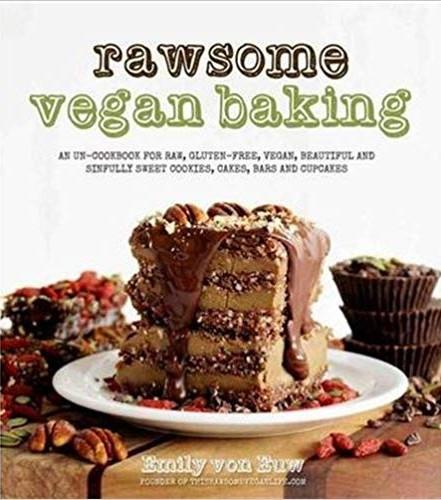 rawsome
vegan baking
AN UN-COOKBOOK FOR RAW, GLUTEN-FREE, VEGAN, BEAUTIFUL AND
SINFULLY SWEET COOKIES, CAKES, BARS AND CUPCAKES
Emily von Euw
FOUNDER OF THISRAWSOMEVEGANLIFE.COM